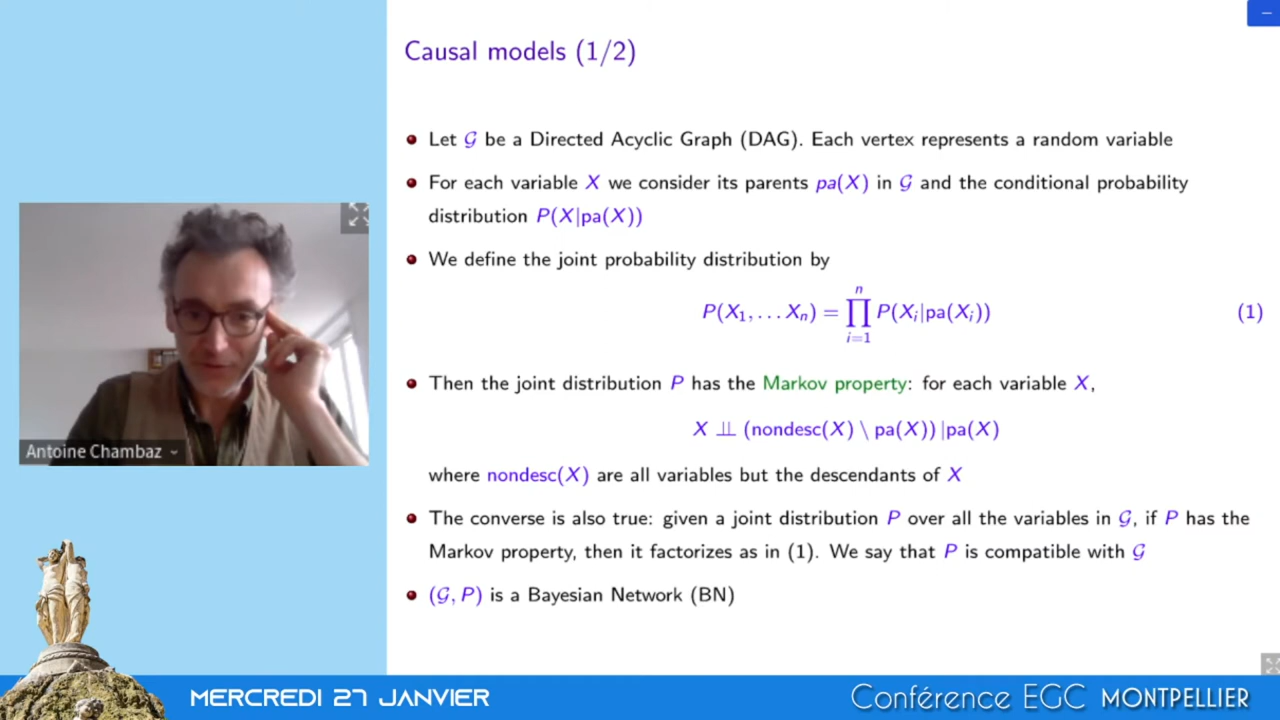 Causal models (1/2)
Let 𝒢 be a Directed Acyclic Graph (DAG). Each vertex represents a random variable
For each variable X we consider its parents pa(X) in 𝒢 and the conditional probability
distribution P(X|pa(X))
We define the joint probability distribution by
P(X₁, . . . Xₙ) = ∏ⁿᵢ₌₁ P(Xᵢ|pa(Xᵢ)) (1)
Then the joint distribution P has the Markov property: for each variable X,
X ⫫ (nondesc(X) \ pa(X)) |pa(X)
where nondesc(X) are all variables but the descendants of X
The converse is also true: given a joint distribution P over all the variables in 𝒢, if P has the
Markov property, then it factorizes as in (1). We say that P is compatible with 𝒢
(𝒢, P) is a Bayesian Network (BN)
Antoine Chambaz
MERCREDI 27 JANVIER
Conférence EGC MONTPELLIER